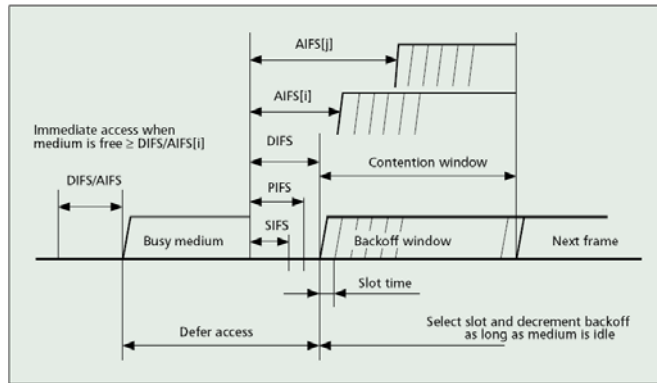 AIFS[j]
AIFS[i]
Immediate access when
medium is free ≥ DIFS/AIFS[i]
DIFS
DIFS/AIFS
Contention window
PIFS
SIFS
Busy medium
Backoff window
Next frame
Slot time
Defer access
Select slot and decrement backoff
as long as medium is idle